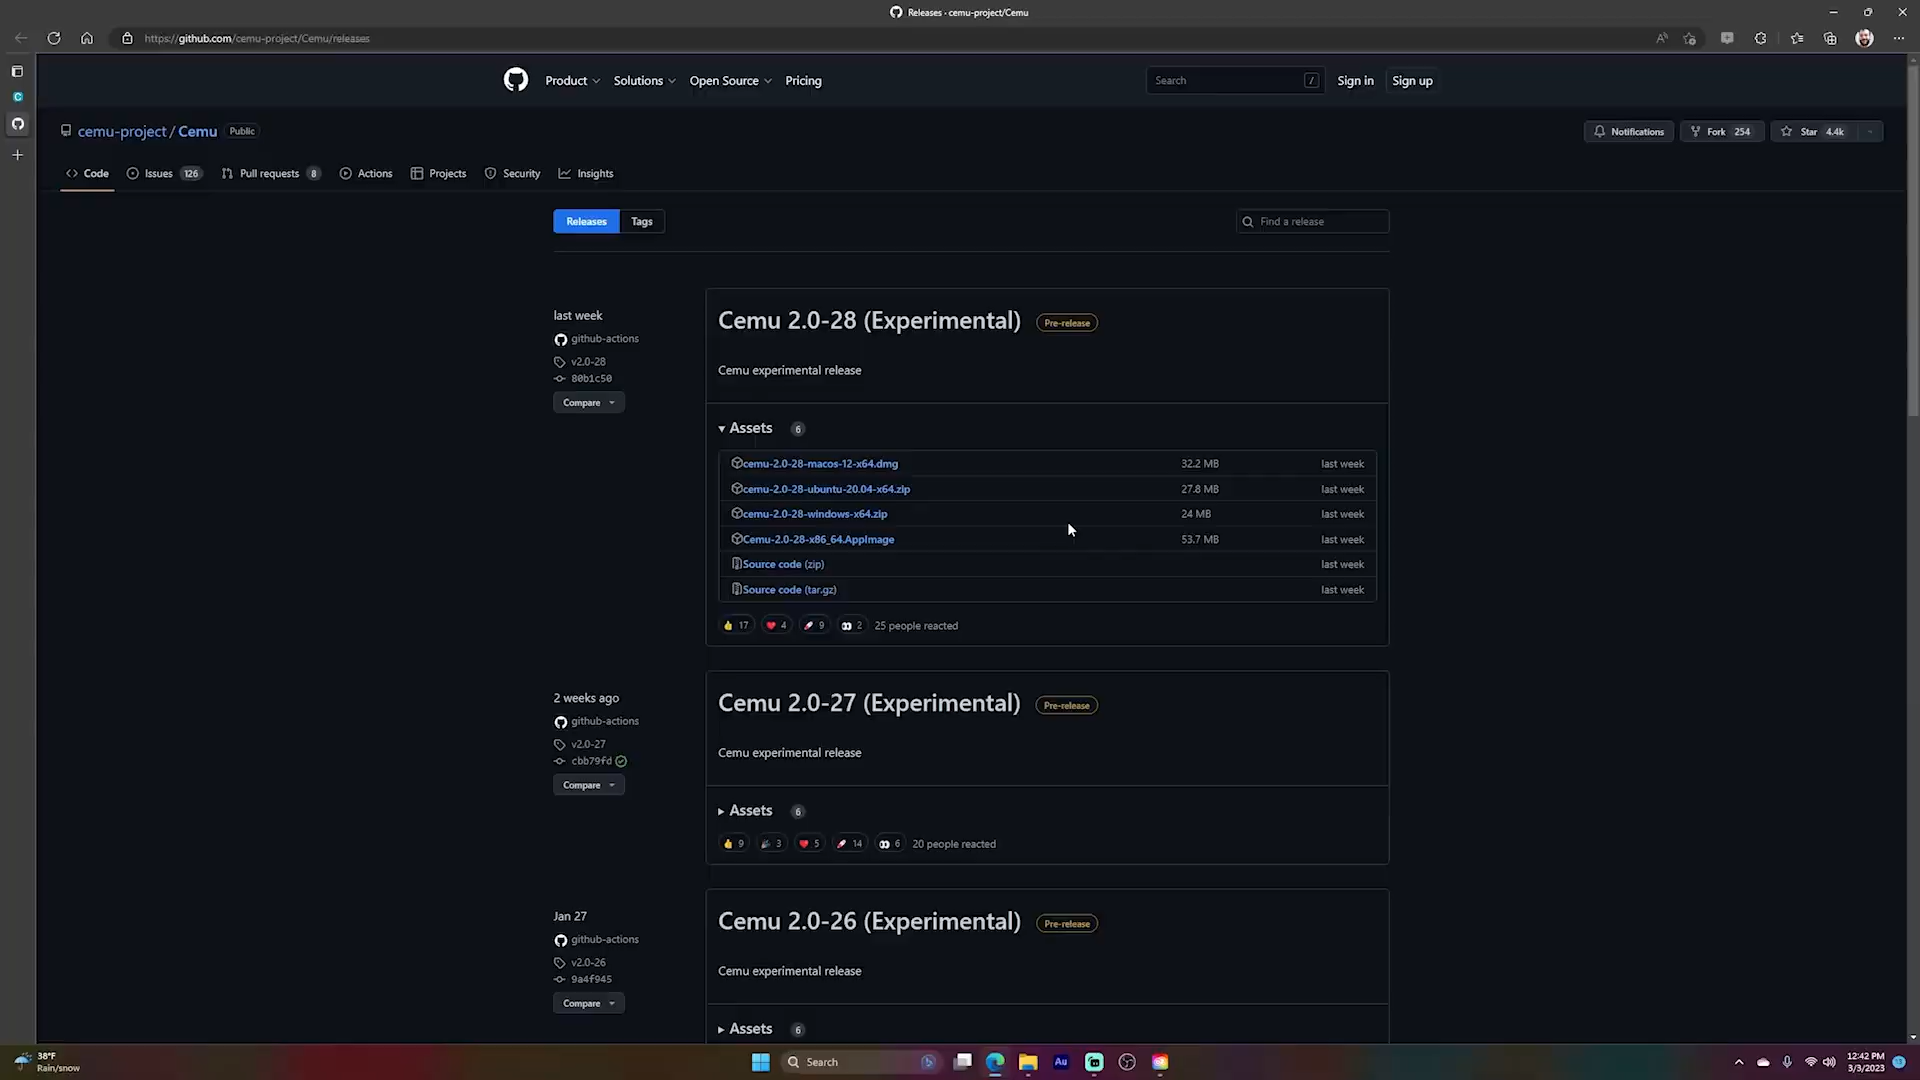 Releases · cemu-project/Cemu
https://github.com/cemu-project/Cemu/releases
Product Solutions Open Source Pricing Search / Sign in Sign up
cemu-project / Cemu Public Notifications Fork 254 Star 4.4k
Code Issues 126 Pull requests 8 Actions Projects Security Insights
Releases Tags Find a release
last week
github-actions
v2.0-28
80b1c50
Compare
Cemu 2.0-28 (Experimental) Pre-release
Cemu experimental release
Assets 6
cemu-2.0-28-macos-12-x64.dmg 32.2 MB last week
cemu-2.0-28-ubuntu-20.04-x64.zip 27.8 MB last week
cemu-2.0-28-windows-x64.zip 24 MB last week
Cemu-2.0-28-x86_64.AppImage 53.7 MB last week
Source code (zip) last week
Source code (tar.gz) last week
17 4 9 2 25 people reacted
2 weeks ago
github-actions
v2.0-27
cbb79fd
Compare
Cemu 2.0-27 (Experimental) Pre-release
Cemu experimental release
Assets 6
9 3 5 14 6 20 people reacted
Jan 27
github-actions
v2.0-26
9a4f945
Compare
Cemu 2.0-26 (Experimental) Pre-release
Cemu experimental release
Assets 6
38°F
Rain/snow
Search
Au
12:42 PM
3/3/2023